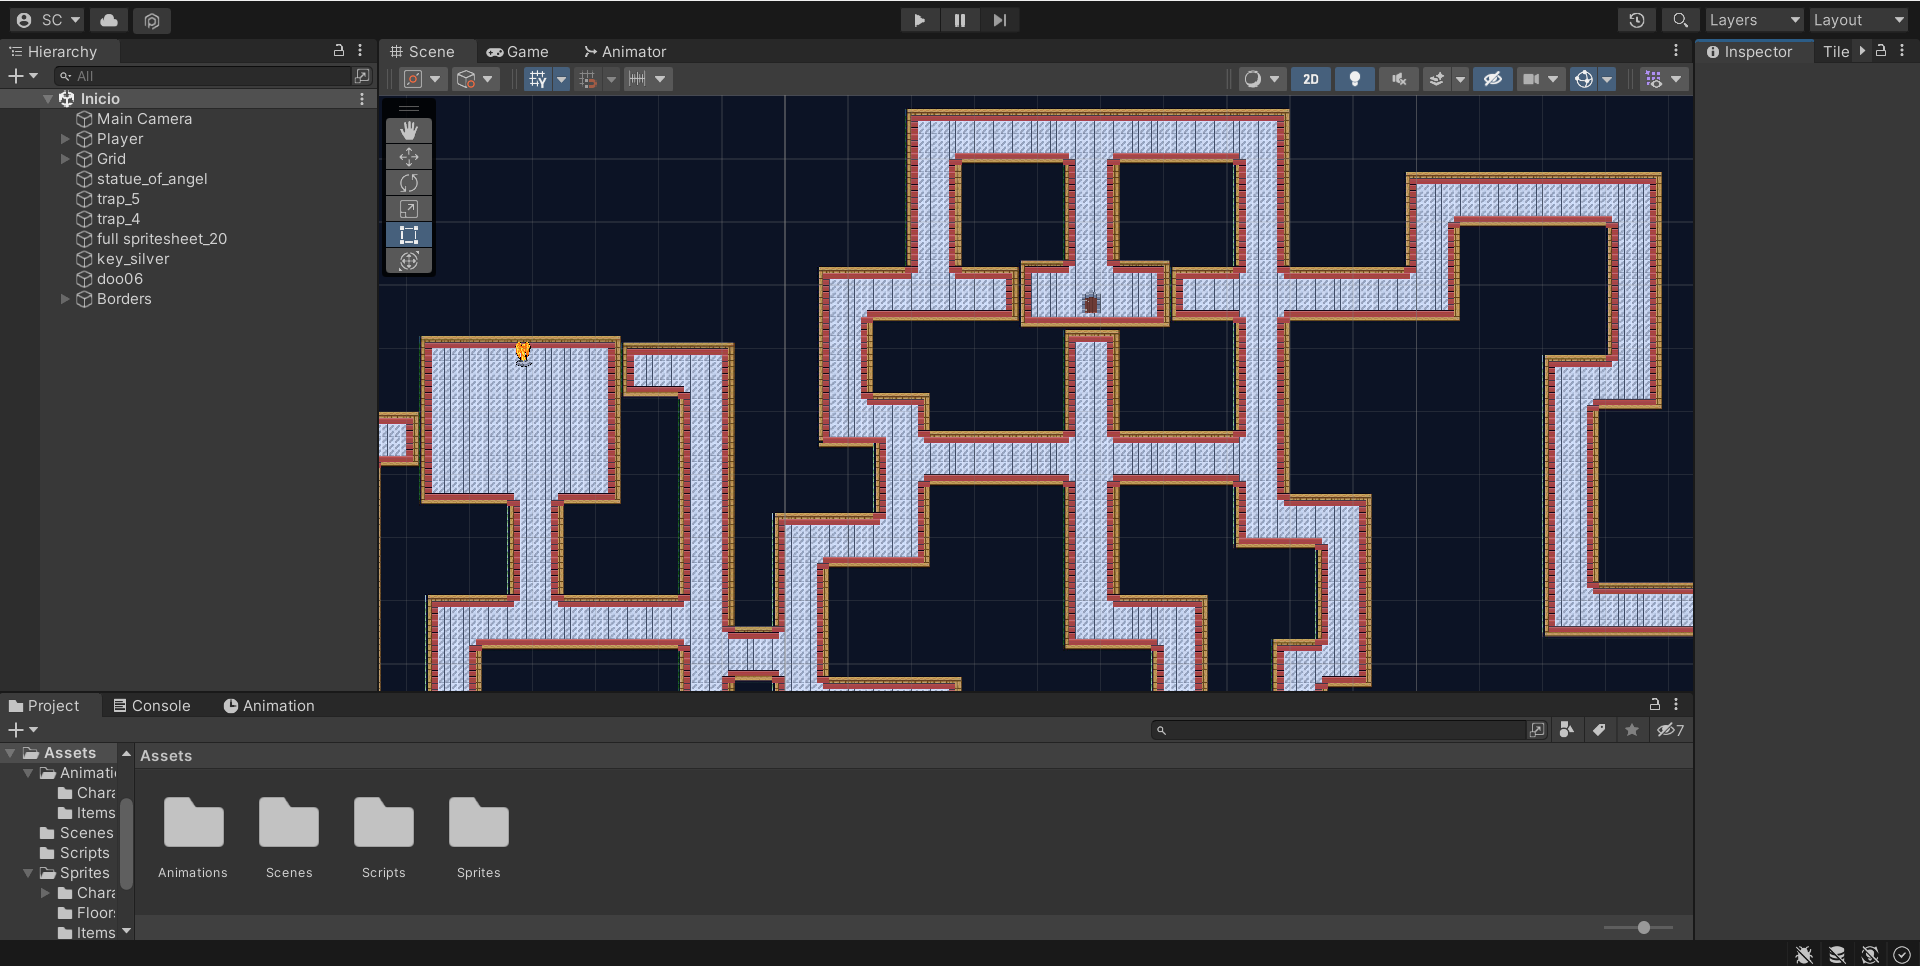 SC
Layers
Layout
Hierarchy
Scene
Game
Animator
Inspector
Tile
All
2D
Inicio
Main Camera
Player
Grid
statue_of_angel
trap_5
trap_4
full spritesheet_20
key_silver
doo06
Borders
Project
Console
Animation
7
Assets
Animati
Chara
Items
Scenes
Scripts
Sprites
Chara
Floors
Items
Assets
Animations
Scenes
Scripts
Sprites